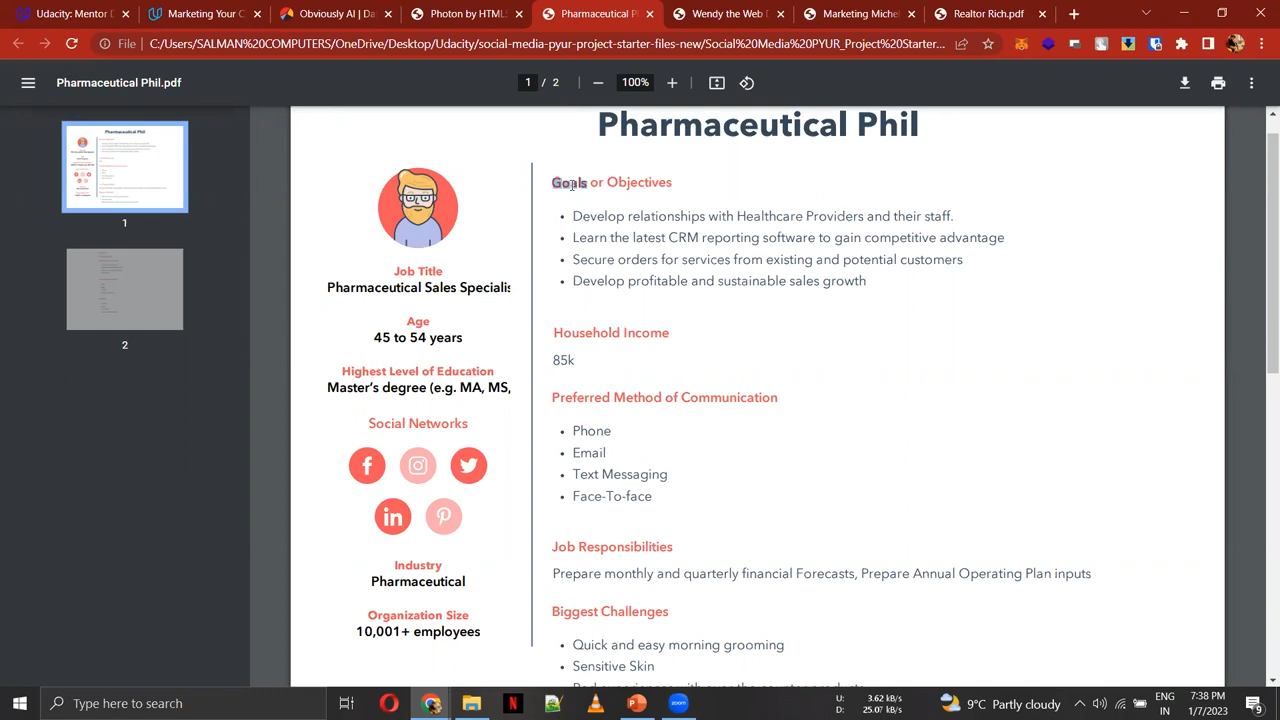 Udacity: Mentor D
Marketing Your C
Obviously AI | Da
Photon by HTML5
Pharmaceutical P
Wendy the Web D
Marketing Michel
Realtor Rich.pdf
File C:/Users/SALMAN%20COMPUTERS/OneDrive/Desktop/Udacity/social-media-pyur-project-starter-files-new/Social%20Media%20PYUR_Project%20Starter...
Pharmaceutical Phil.pdf
1 / 2
100%
1
2
Pharmaceutical Phil
Job Title
Pharmaceutical Sales Specialis
Age
45 to 54 years
Highest Level of Education
Master's degree (e.g. MA, MS,
Social Networks
Industry
Pharmaceutical
Organization Size
10,001+ employees
Goals or Objectives
• Develop relationships with Healthcare Providers and their staff.
• Learn the latest CRM reporting software to gain competitive advantage
• Secure orders for services from existing and potential customers
• Develop profitable and sustainable sales growth
Household Income
85k
Preferred Method of Communication
• Phone
• Email
• Text Messaging
• Face-To-face
Job Responsibilities
Prepare monthly and quarterly financial Forecasts, Prepare Annual Operating Plan inputs
Biggest Challenges
• Quick and easy morning grooming
• Sensitive Skin
Type here to search
U: 3.62 kB/s
D: 25.07 kB/s
9°C Partly cloudy
ENG
IN
7:38 PM
1/7/2023